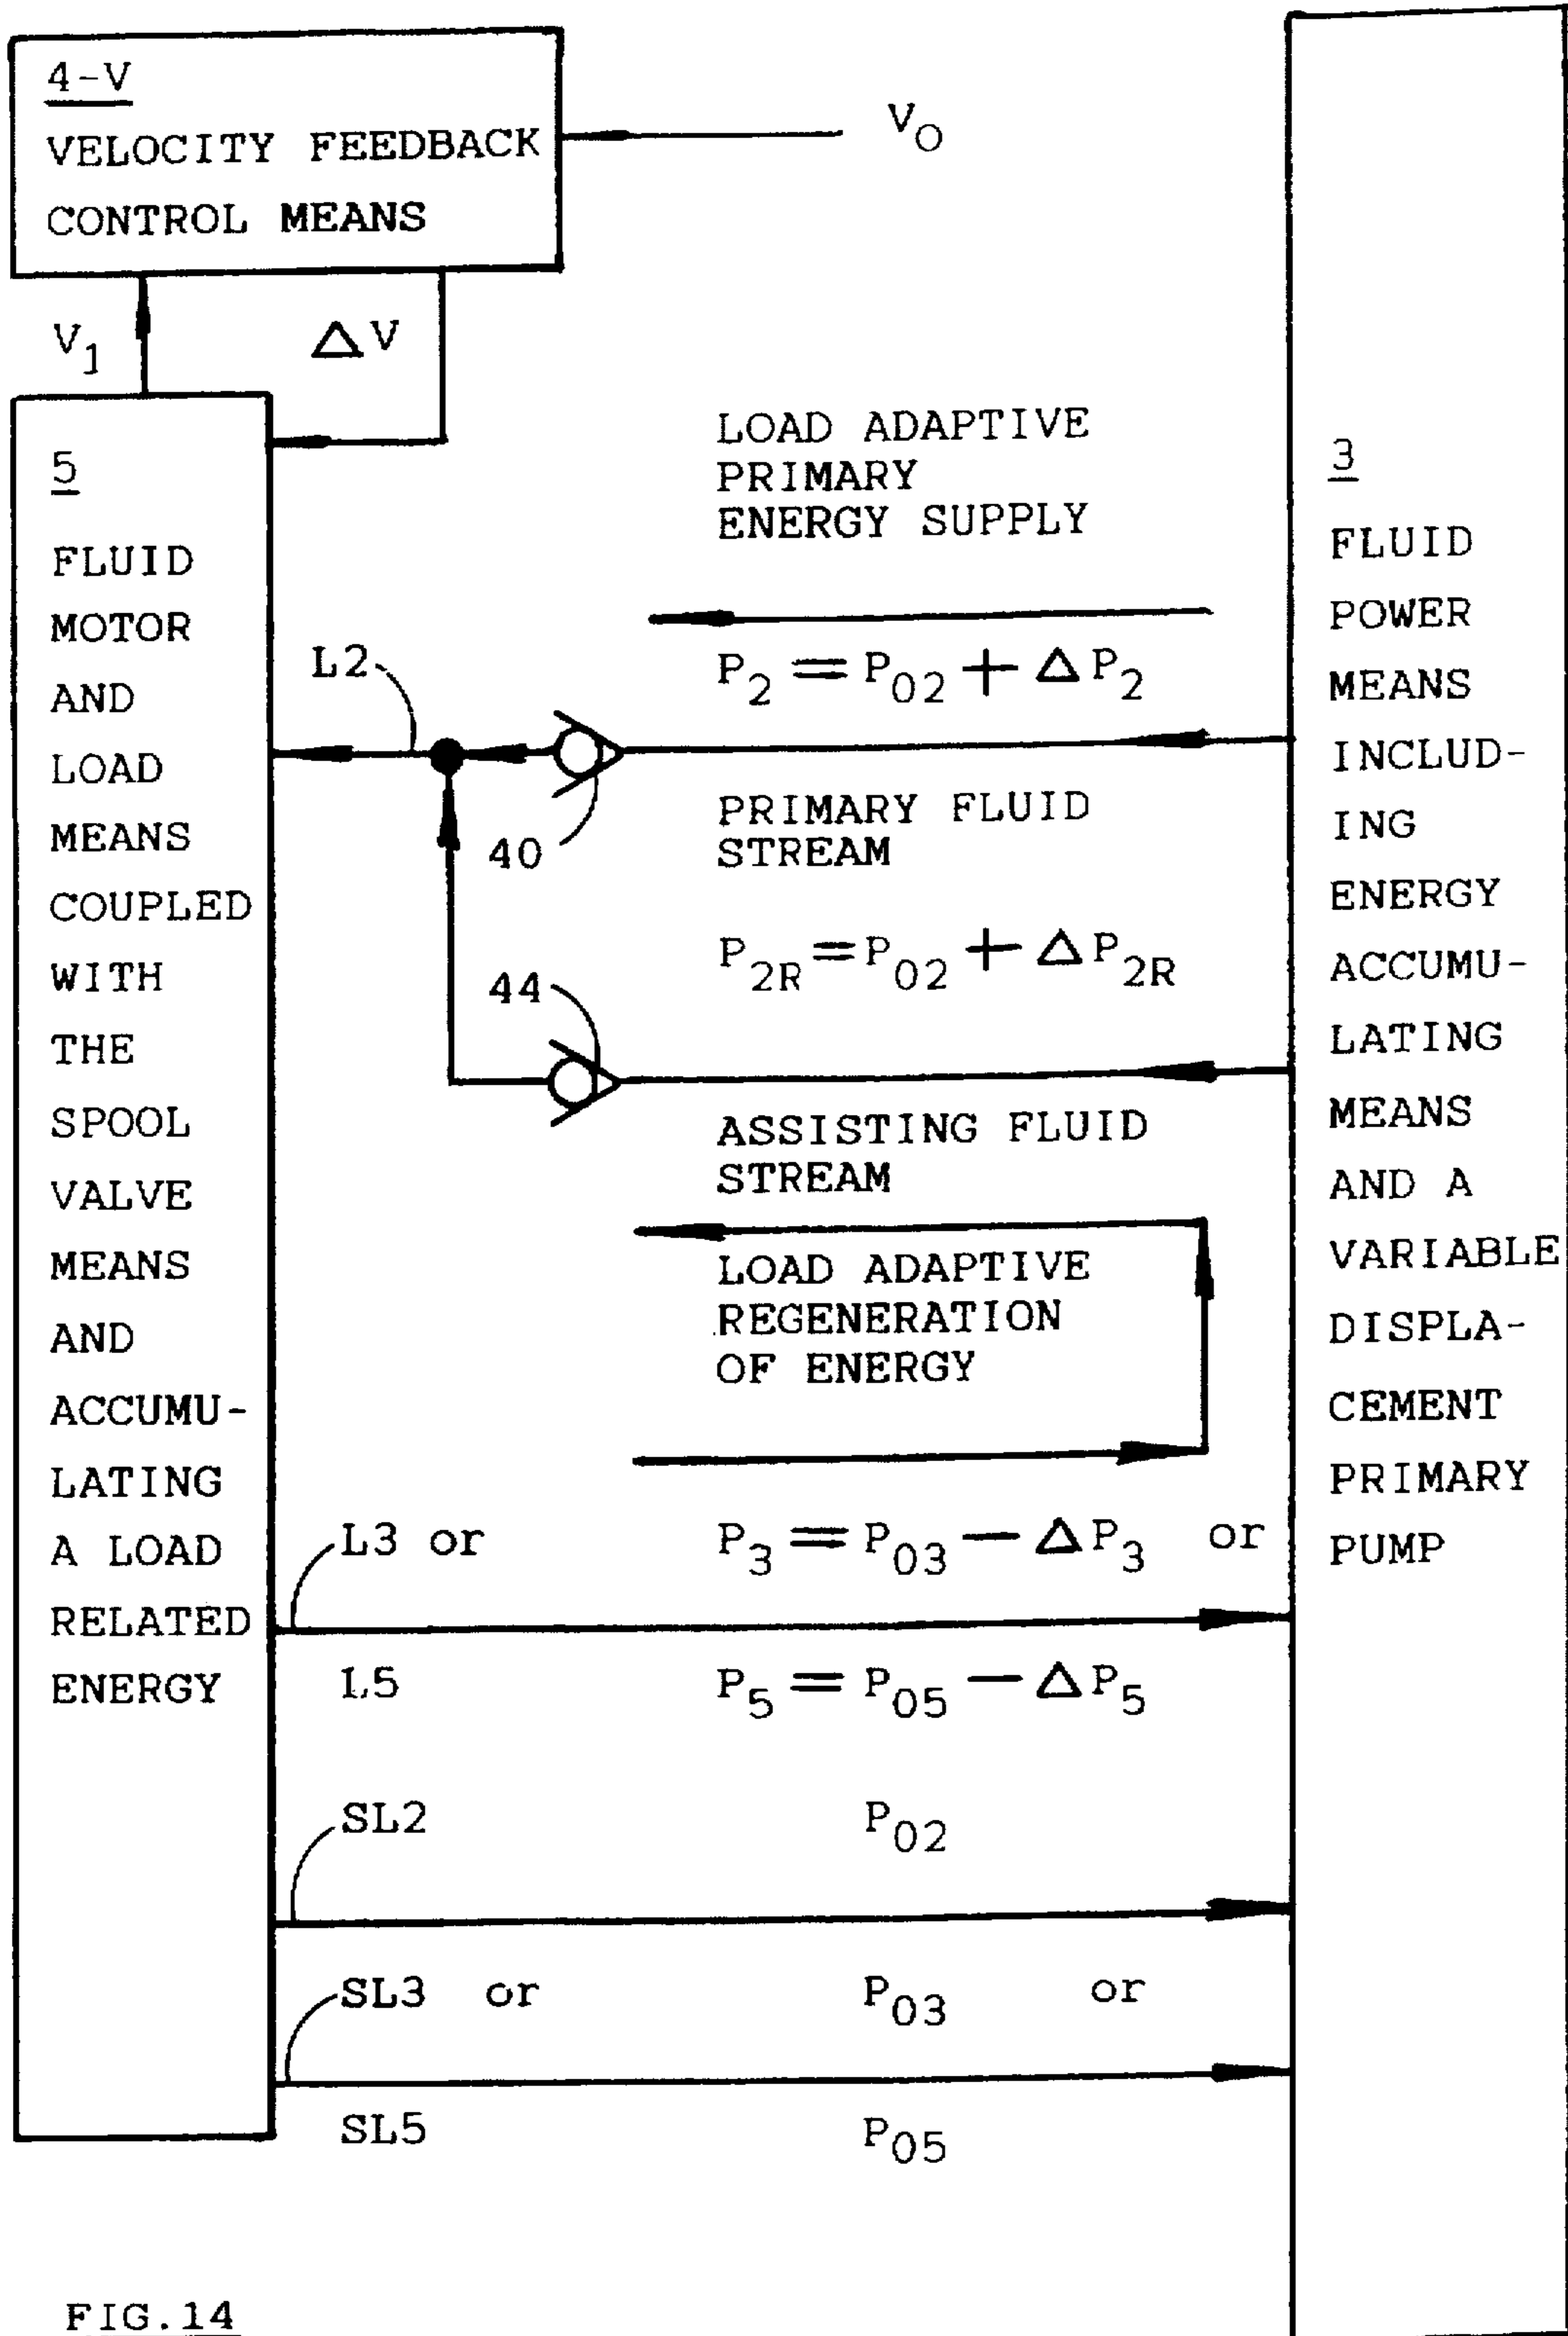 4-V
VELOCITY FEEDBACK
CONTROL MEANS
V₀
V₁
ΔV
5
FLUID
MOTOR
AND
LOAD
MEANS
COUPLED
WITH
THE
SPOOL
VALVE
MEANS
AND
ACCUMU-
LATING
A LOAD
RELATED
ENERGY
LOAD ADAPTIVE
PRIMARY
ENERGY SUPPLY
L2
P₂ = P₀₂ + ΔP₂
40
PRIMARY FLUID
STREAM
P₂R = P₀₂ + ΔP₂R
44
ASSISTING FLUID
STREAM
LOAD ADAPTIVE
REGENERATION
OF ENERGY
L3 or
P₃ = P₀₃ − ΔP₃ or
L5
P₅ = P₀₅ − ΔP₅
SL2
P₀₂
SL3 or
P₀₃ or
SL5
P₀₅
3
FLUID
POWER
MEANS
INCLUD-
ING
ENERGY
ACCUMU-
LATING
MEANS
AND A
VARIABLE
DISPLA-
CEMENT
PRIMARY
PUMP
FIG.14